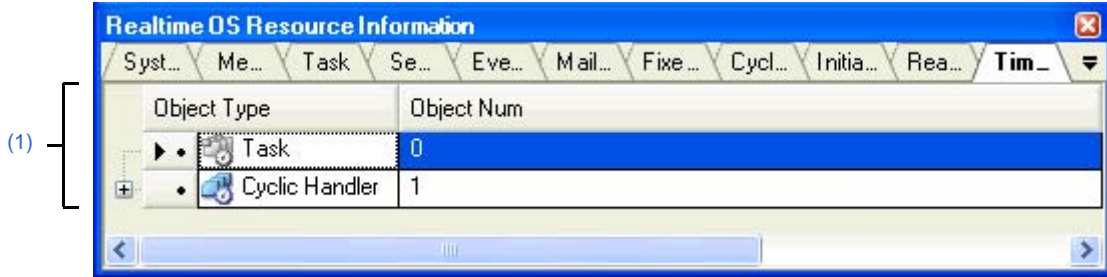 Realtime OS Resource Information
Syst... Me... Task Se... Eve... Mail... Fixe... Cycl... Initia... Rea... Tim...
(1)
Object Type Object Num
Task 0
Cyclic Handler 1